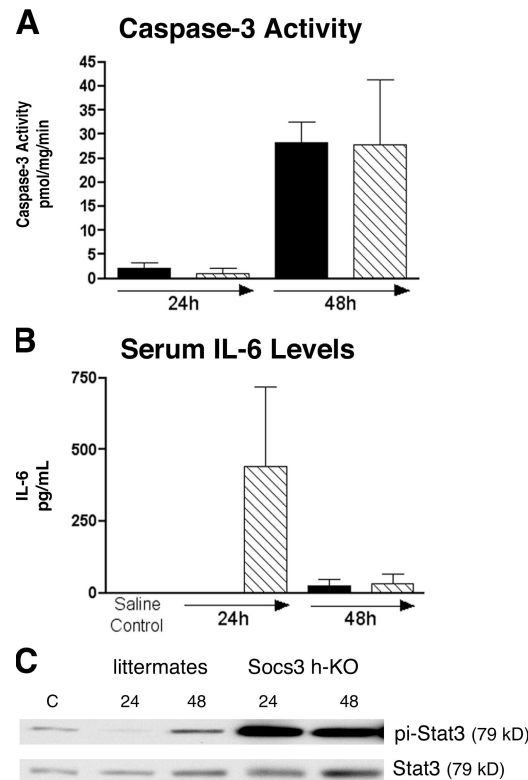 A
Caspase-3 Activity
Caspase-3 Activity
pmol/mg/min
45
40
35
30
25
20
15
10
5
0
24h
48h
B
Serum IL-6 Levels
IL-6
pg/mL
750
500
250
0
Saline
Control
24h
48h
C
littermates Socs3 h-KO
C 24 48 24 48
pi-Stat3 (79 kD)
Stat3 (79 kD)